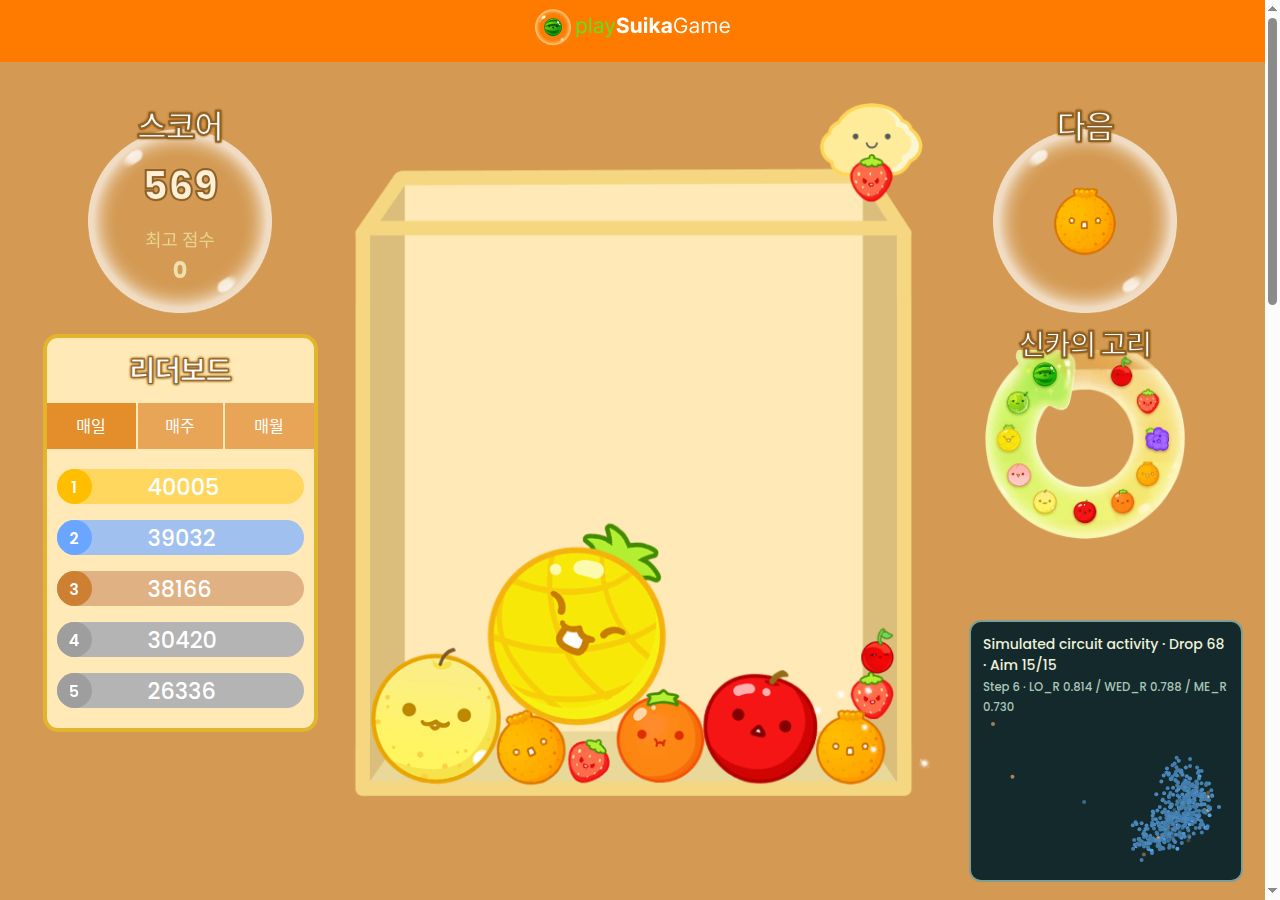 playSuikaGame
스코어
569
최고 점수
0
다음
신카의 고리
리더보드
매일 매주 매월
1 40005
2 39032
3 38166
4 30420
5 26336
Simulated circuit activity · Drop 68
· Aim 15/15
Step 6 · LO_R 0.814 / WED_R 0.788 / ME_R
0.730